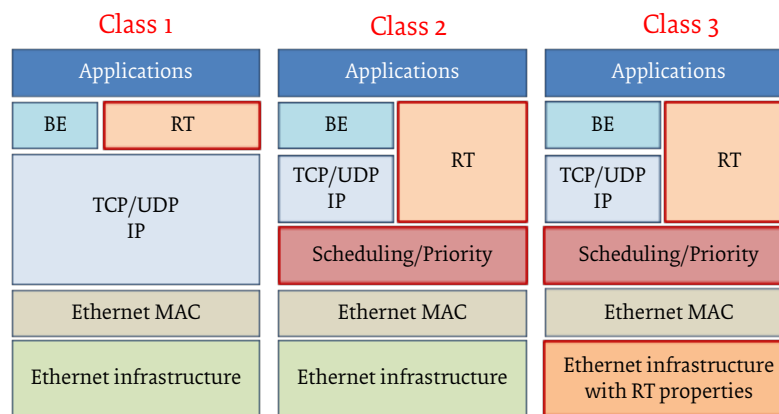 Class 1
Applications
BE
RT
TCP/UDP
IP
Ethernet MAC
Ethernet infrastructure
Class 2
Applications
BE
RT
TCP/UDP
IP
Scheduling/Priority
Ethernet MAC
Ethernet infrastructure
Class 3
Applications
BE
RT
TCP/UDP
IP
Scheduling/Priority
Ethernet MAC
Ethernet infrastructure
with RT properties